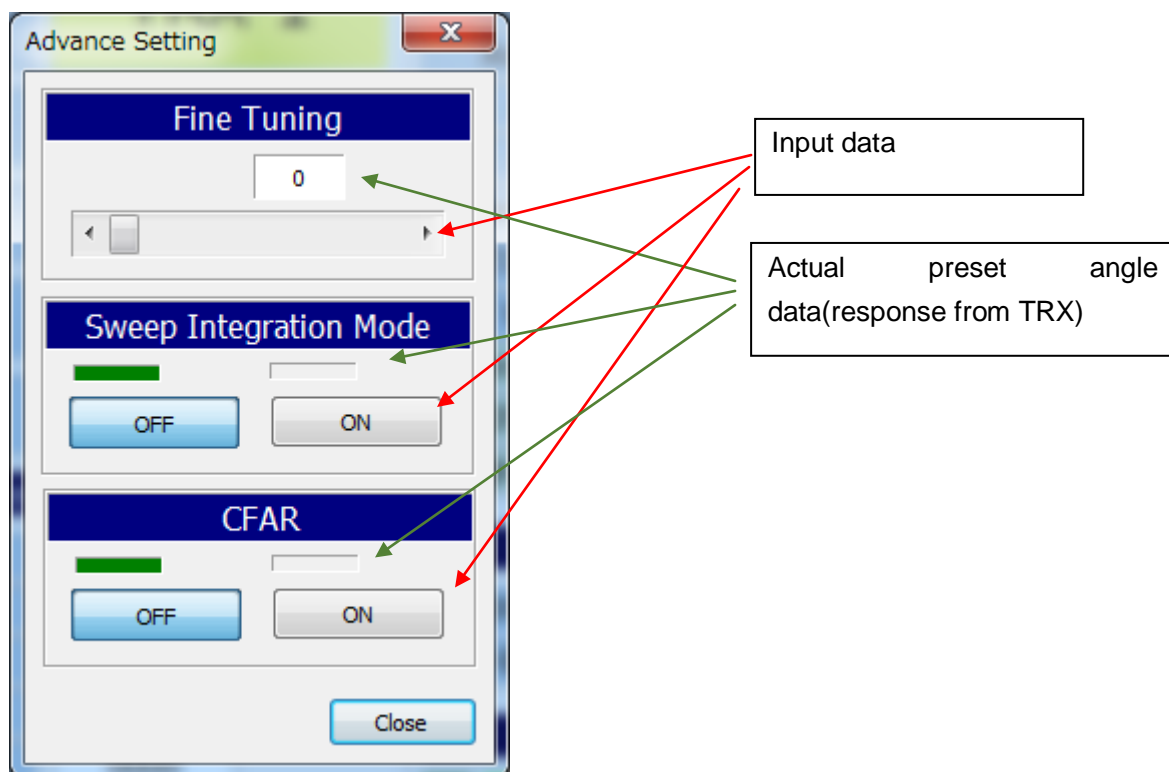 Advance Setting
Fine Tuning
0
Sweep Integration Mode
OFF ON
CFAR
OFF ON
Close
Input data
Actual preset angle
data(response from TRX)